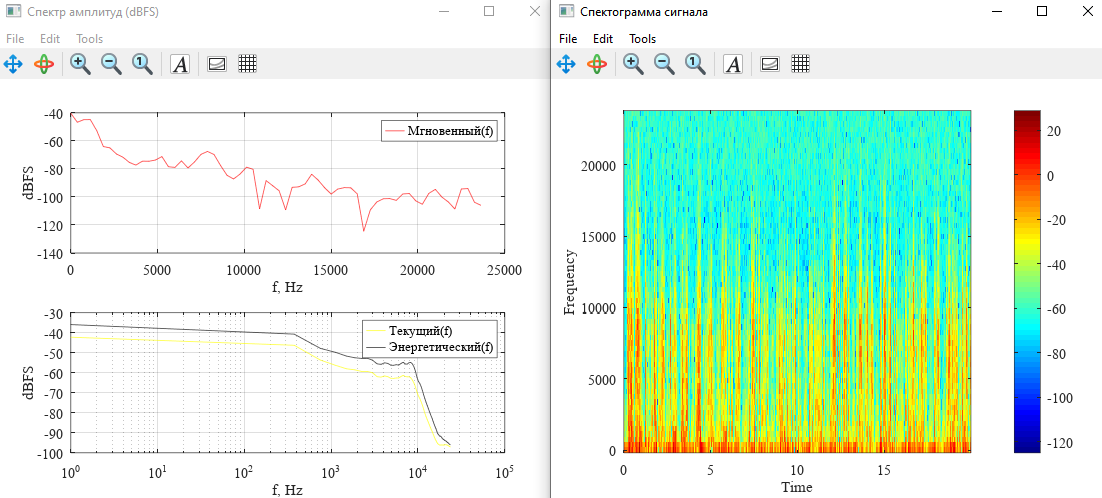 Спектр амплитуд (dBFS)
File Edit Tools
A
-40
-60
-80
-100
-120
-140
dBFS
Мгновенный(f)
0 5000 10000 15000 20000 25000
f, Hz
-30
-40
-50
-60
-70
-80
-90
-100
dBFS
Текущий(f)
Энергетический(f)
10^0 10^1 10^2 10^3 10^4 10^5
f, Hz
Спектограмма сигнала
File Edit Tools
A
20000
15000
10000
5000
0
Frequency
0 5 10 15
Time
20
0
-20
-40
-60
-80
-100
-120